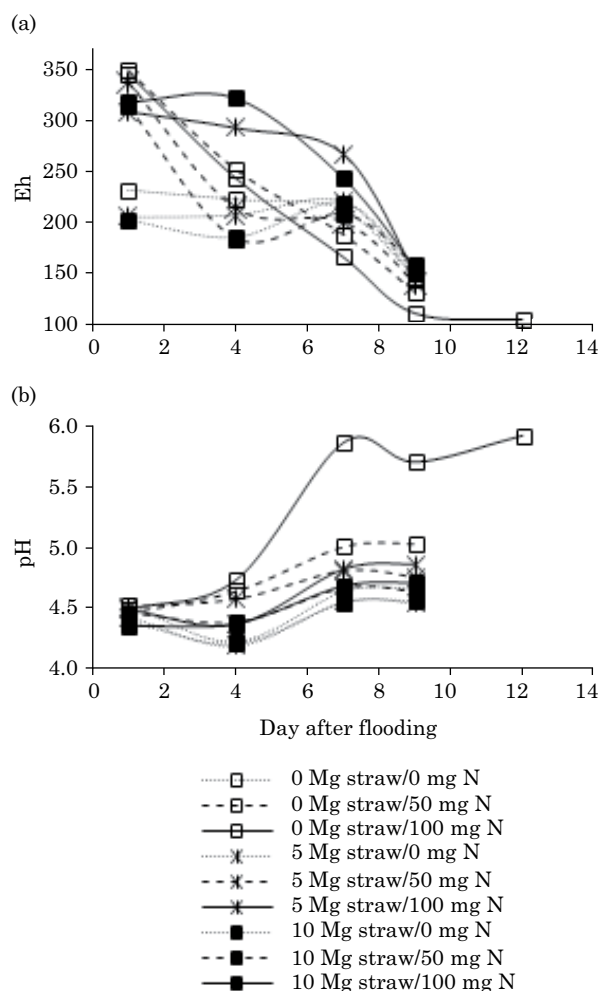 (a)
350
300
250
200
150
100
Eh
0 2 4 6 8 10 12 14
(b)
6.0
5.5
5.0
4.5
4.0
pH
0 2 4 6 8 10 12 14
Day after flooding
0 Mg straw/0 mg N
0 Mg straw/50 mg N
0 Mg straw/100 mg N
5 Mg straw/0 mg N
5 Mg straw/50 mg N
5 Mg straw/100 mg N
10 Mg straw/0 mg N
10 Mg straw/50 mg N
10 Mg straw/100 mg N